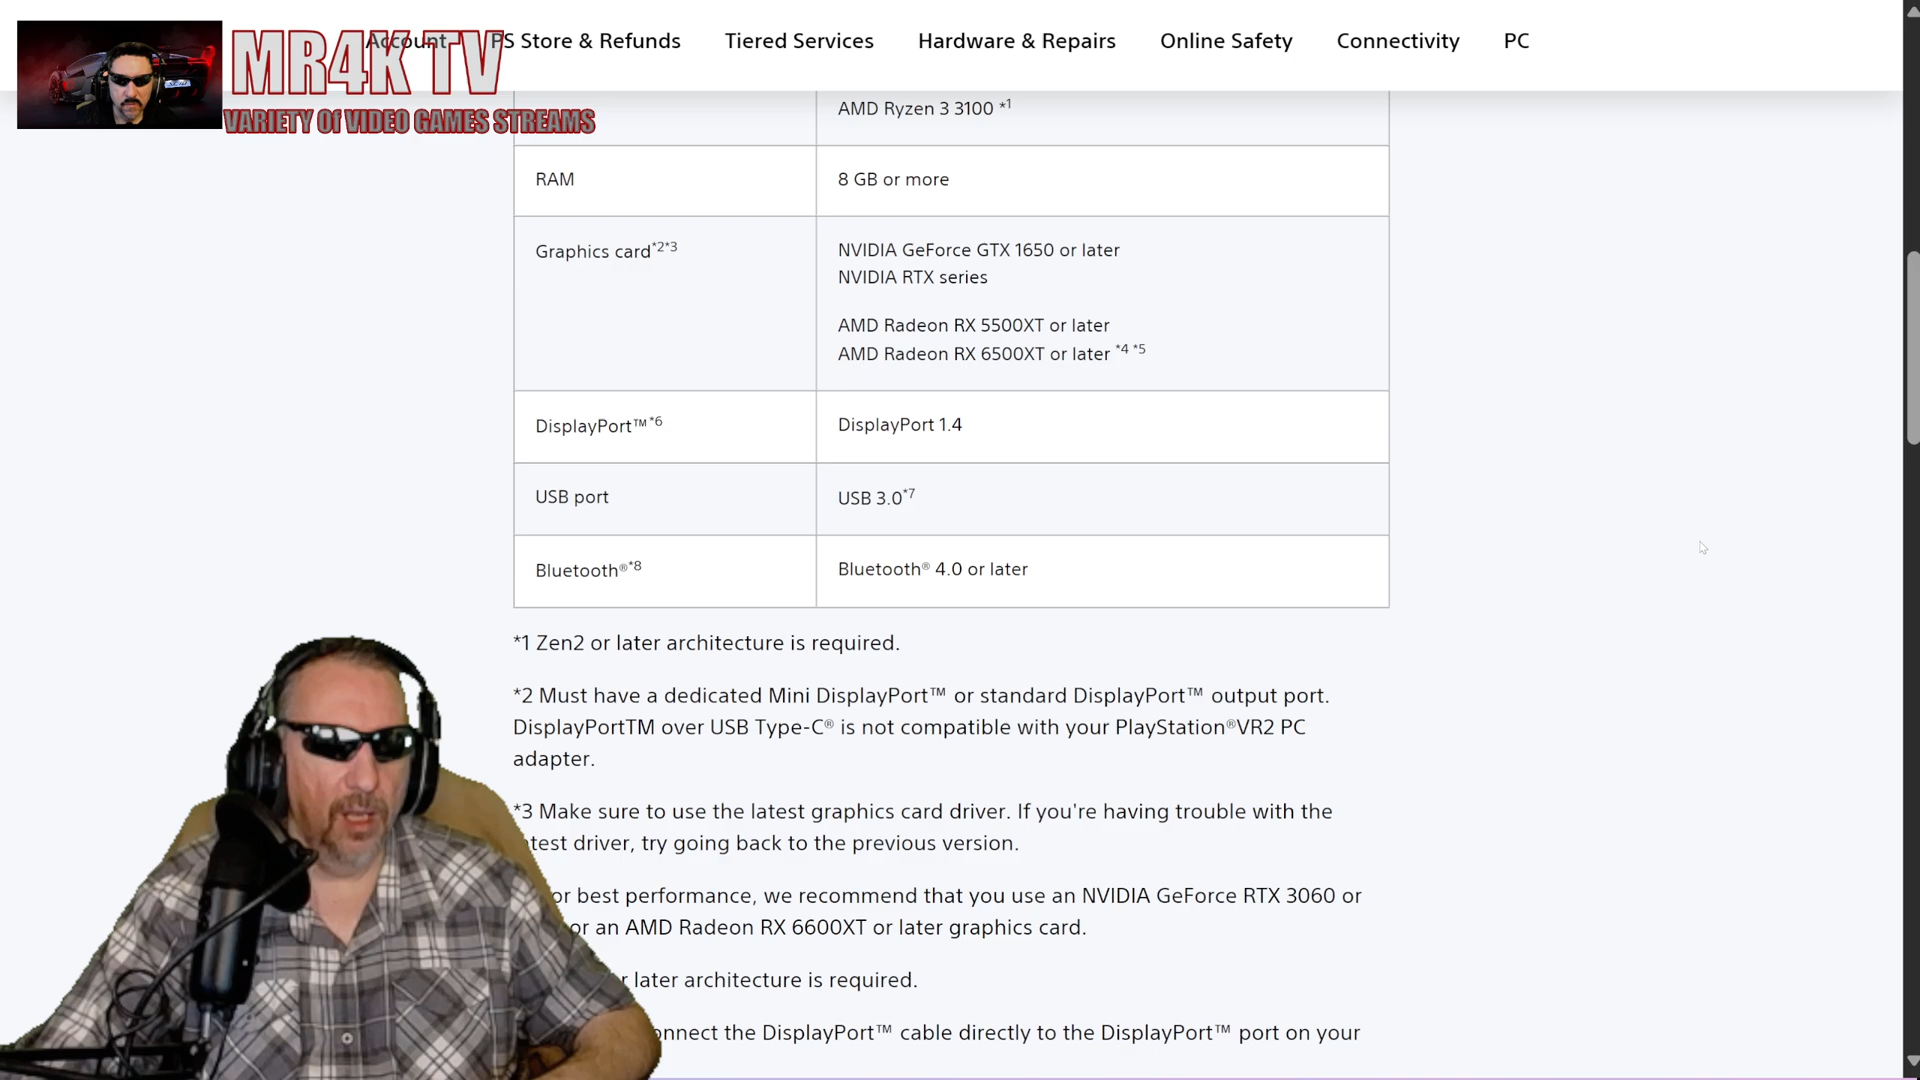 MR4K TV
VARIETY Of VIDEO GAMES STREAMS
Account PS Store & Refunds Tiered Services Hardware & Repairs Online Safety Connectivity PC
AMD Ryzen 3 3100 *1
RAM 8 GB or more
Graphics card*2*3 NVIDIA GeForce GTX 1650 or later
NVIDIA RTX series
AMD Radeon RX 5500XT or later
AMD Radeon RX 6500XT or later *4 *5
DisplayPort™*6 DisplayPort 1.4
USB port USB 3.0*7
Bluetooth®*8 Bluetooth® 4.0 or later
*1 Zen2 or later architecture is required.
*2 Must have a dedicated Mini DisplayPort™ or standard DisplayPort™ output port.
DisplayPortTM over USB Type-C® is not compatible with your PlayStation®VR2 PC
adapter.
*3 Make sure to use the latest graphics card driver. If you're having trouble with the
test driver, try going back to the previous version.
or best performance, we recommend that you use an NVIDIA GeForce RTX 3060 or
or an AMD Radeon RX 6600XT or later graphics card.
r later architecture is required.
onnect the DisplayPort™ cable directly to the DisplayPort™ port on your